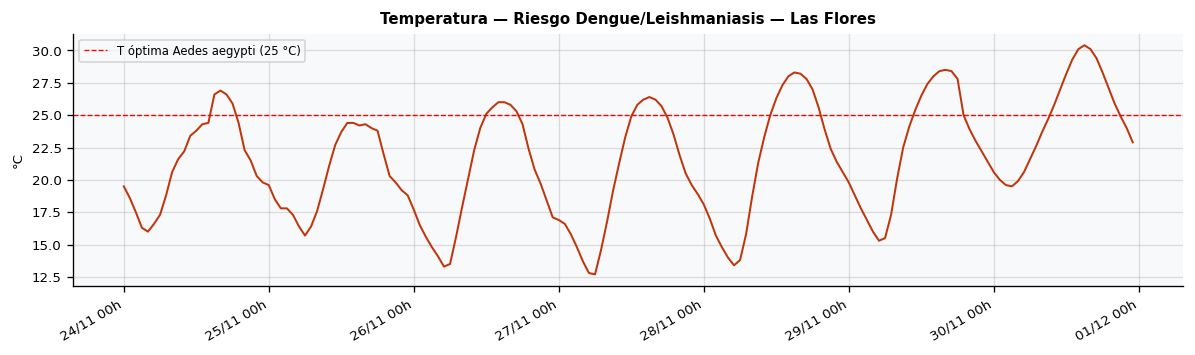 Temperatura — Riesgo Dengue/Leishmaniasis — Las Flores
T óptima Aedes aegypti (25 °C)
°C
30.0
27.5
25.0
22.5
20.0
17.5
15.0
12.5
24/11 00h
25/11 00h
26/11 00h
27/11 00h
28/11 00h
29/11 00h
30/11 00h
01/12 00h